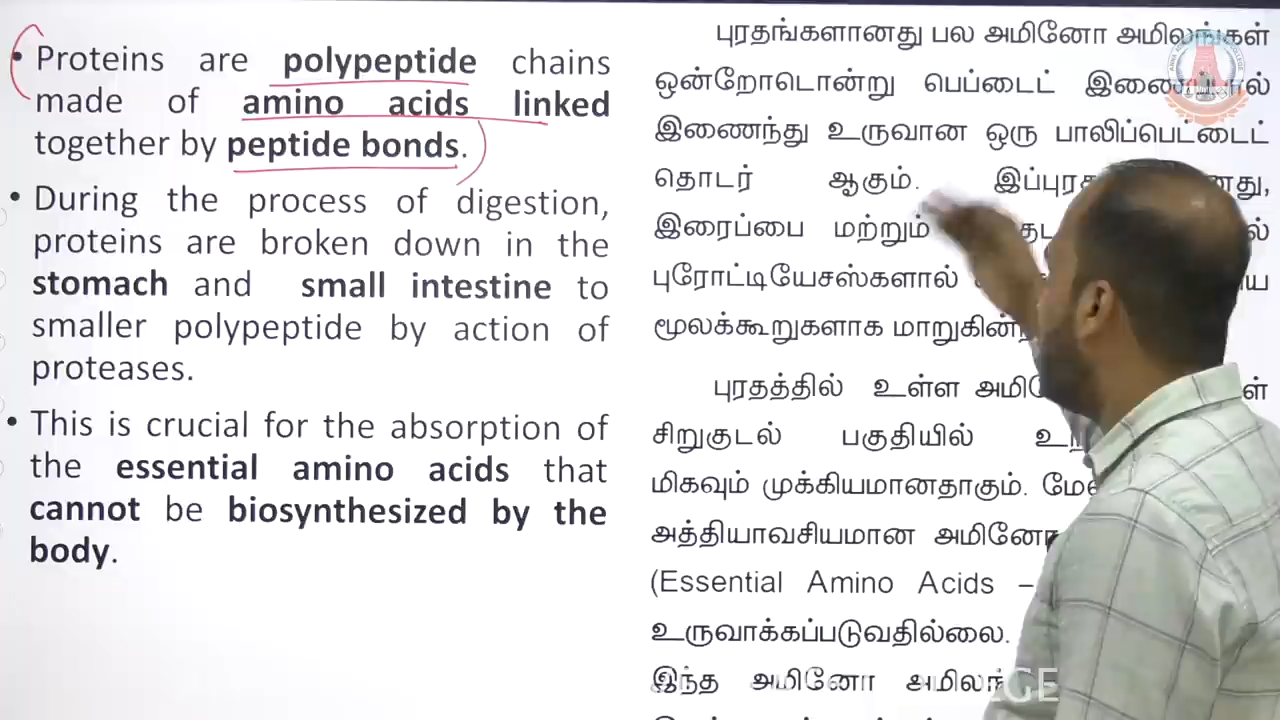 • Proteins are polypeptide chains
made of amino acids linked
together by peptide bonds.
• During the process of digestion,
proteins are broken down in the
stomach and small intestine to
smaller polypeptide by action of
proteases.
• This is crucial for the absorption of
the essential amino acids that
cannot be biosynthesized by the
body.
புரதங்களானது பல அமினோ அமிலங்கள்
ஒன்றோடொன்று பெப்டைட்
இணைந்து உருவான ஒரு பாலிப்பெப்டைட்
தொடர் ஆகும்.
இரைப்பை மற்றும்
புரோட்டியேசஸ்களால்
மூலக்கூறுகளாக
புரதத்தில் உள்ள
சிறுகுடல் பகுதியில்
மிகவும் முக்கியமானதாகும்.
அத்தியாவசியமான அமினோ
(Essential Amino Acids –
உருவாக்கப்படுவதில்லை.
இந்த அமினோ